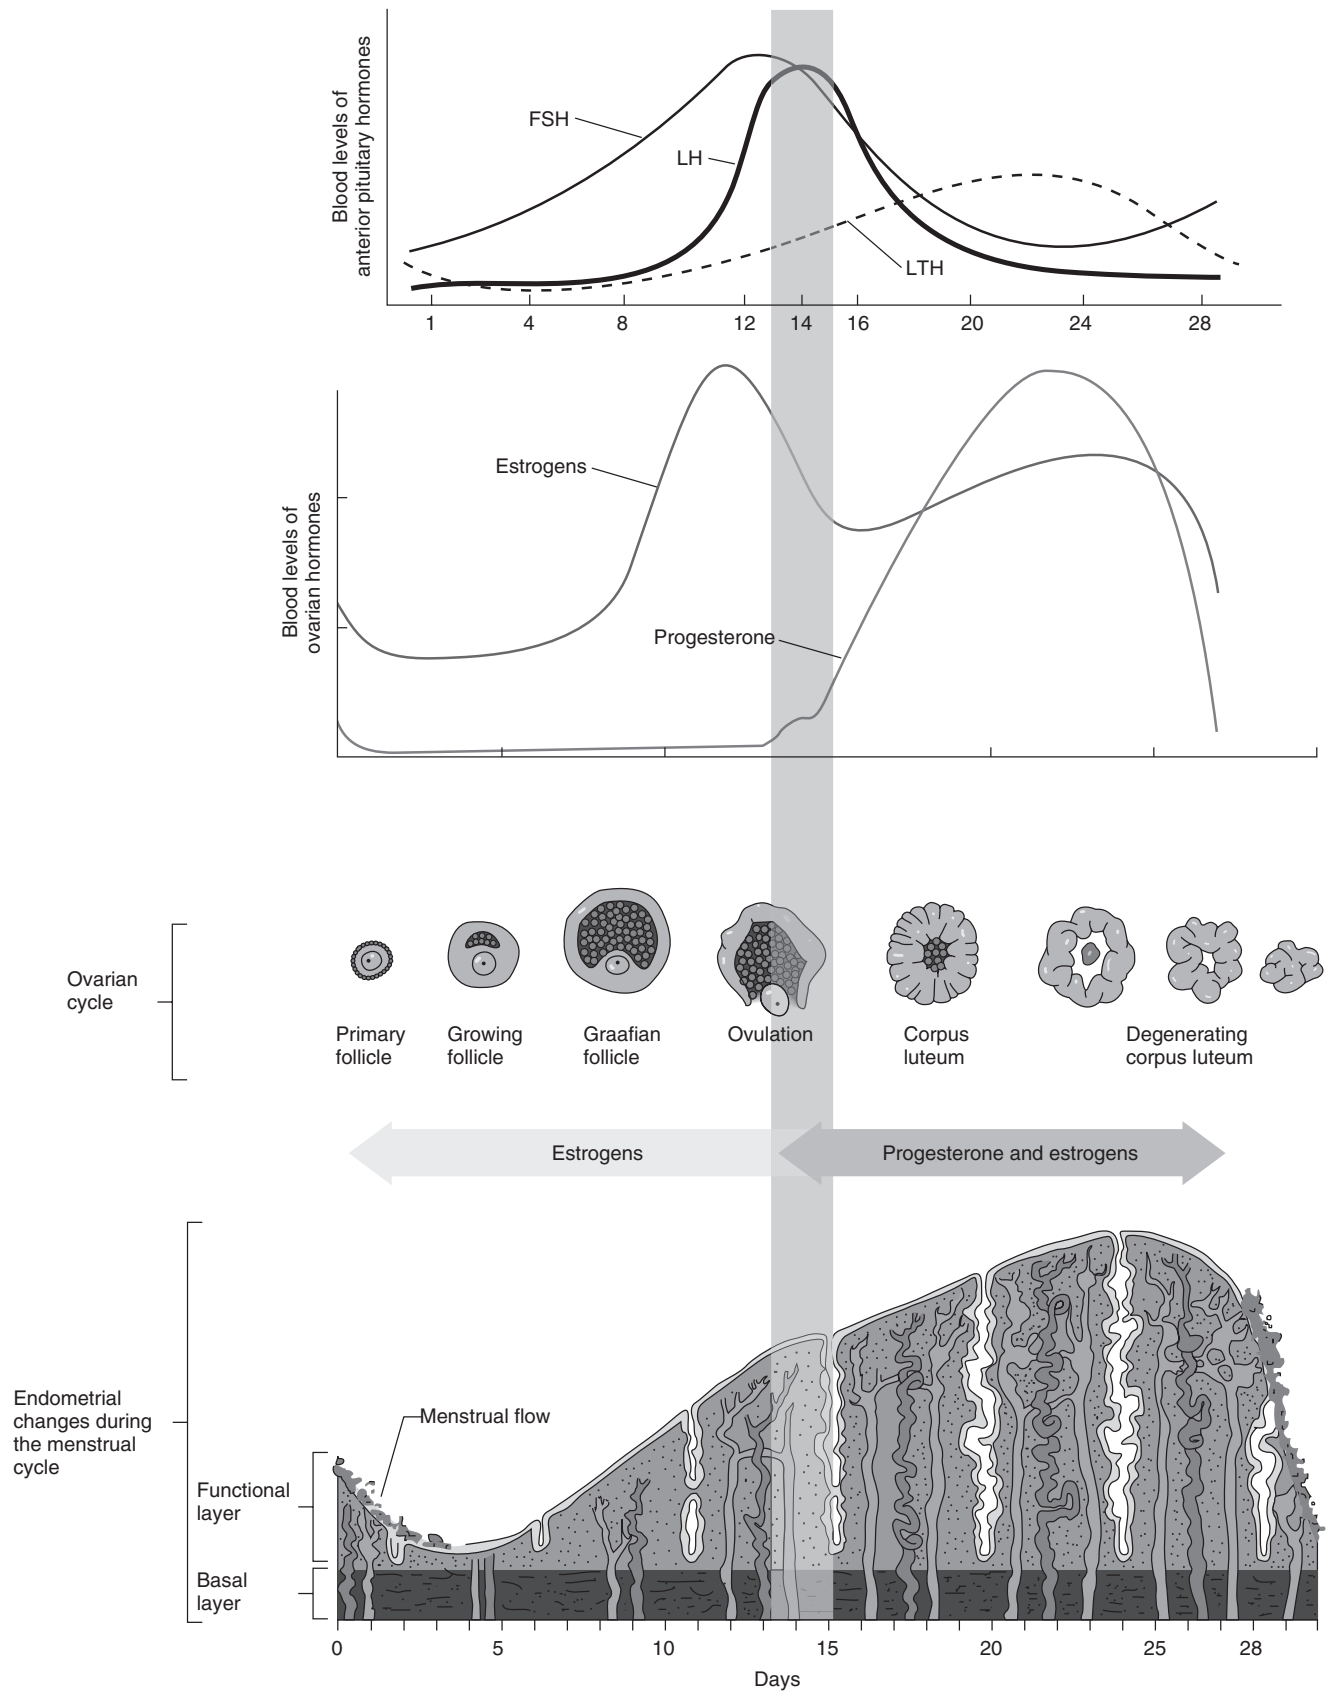 Blood levels of
anterior pituitary hormones
FSH
LH
LTH
1 4 8 12 14 16 20 24 28
Blood levels of
ovarian hormones
Estrogens
Progesterone
Ovarian
cycle
Primary
follicle
Growing
follicle
Graafian
follicle
Ovulation
Corpus
luteum
Degenerating
corpus luteum
Estrogens
Progesterone and estrogens
Endometrial
changes during
the menstrual
cycle
Menstrual flow
Functional
layer
Basal
layer
0 5 10 15 20 25 28
Days